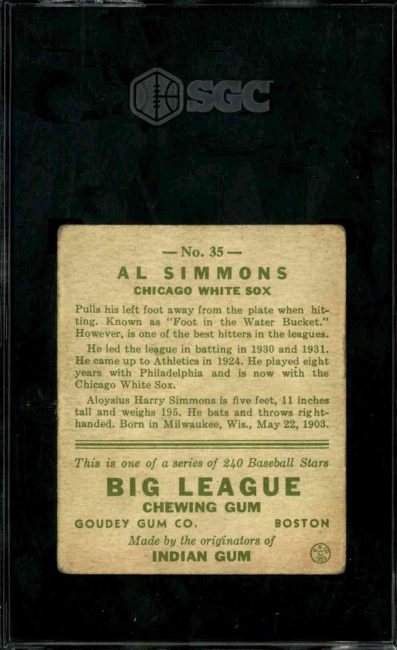 SGC
— No. 35 —
AL SIMMONS
CHICAGO WHITE SOX
Pulls his left foot away from the plate when hit-
ting. Known as "Foot in the Water Bucket."
However, is one of the best hitters in the leagues.
He led the league in batting in 1930 and 1931.
He came up to Athletics in 1924. He played eight
years with Philadelphia and is now with the
Chicago White Sox.
Aloysius Harry Simmons is five feet, 11 inches
tall and weighs 195. He bats and throws right-
handed. Born in Milwaukee, Wis., May 22, 1903.
This is one of a series of 240 Baseball Stars
BIG LEAGUE
CHEWING GUM
GOUDEY GUM CO. BOSTON
Made by the originators of
INDIAN GUM